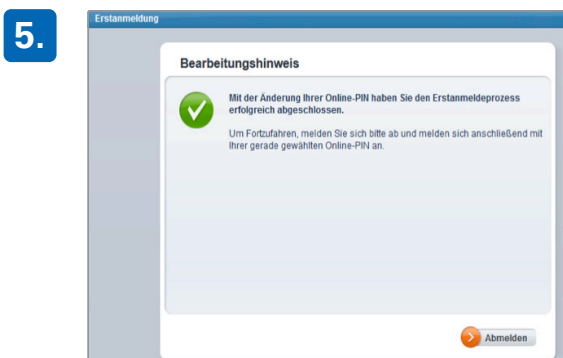 5.
Erstanmeldung
Bearbeitungshinweis
Mit der Änderung Ihrer Online-PIN haben Sie den Erstanmeldeprozess
erfolgreich abgeschlossen.
Um Fortzufahren, melden Sie sich bitte ab und melden sich anschließend mit
Ihrer gerade gewählten Online-PIN an.
Abmelden